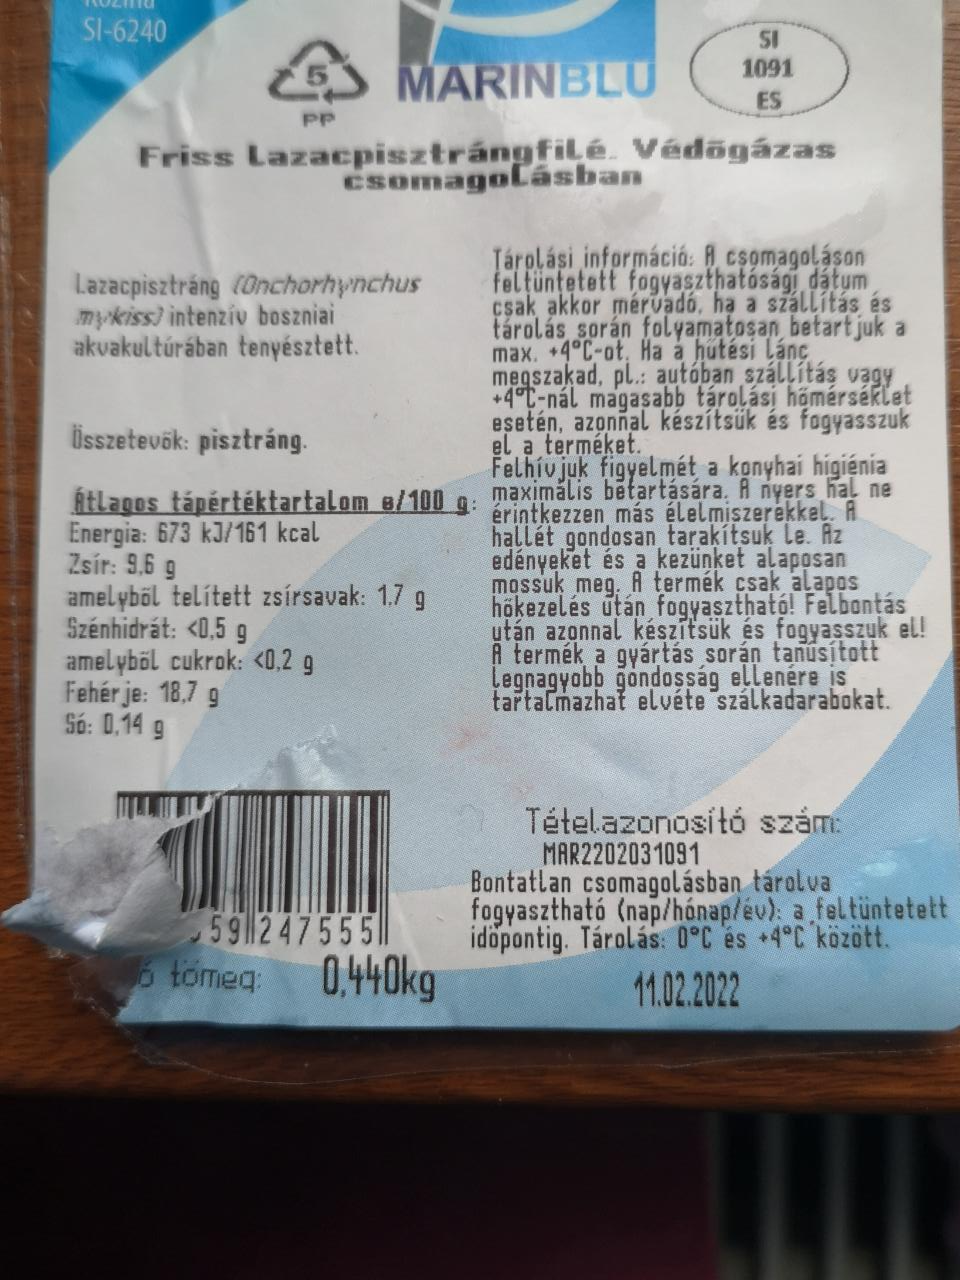 SI-6240
5
PP
MARINBLU
SI
1091
ES
Friss Lazacpisztrángfilé. Védőgázas
csomagolásban
Lazacpisztráng (Onchorhynchus
mykiss) intenzív boszniai
akvakultúrában tenyésztett.
Összetevők: pisztráng.
Átlagos tápértéktartalom ɞ/100 g:
Energia: 673 kJ/161 kcal
Zsír: 9,6 g
amelyből telített zsírsavak: 1.7 g
Szénhidrát: <0,5 g
amelyből cukrok: <0,2 g
Fehérje: 18,7 g
Só: 0,14 g
Tárolási információ: A csomagoláson
feltüntetett fogyaszthatósági dátum
csak akkor mérvadó, ha a szállítás és
tárolás során folyamatosan betartjuk a
max. +4°C-ot. Ha a hűtési lánc
megszakad, pl.: autóban szállítás vagy
+4°C-nál magasabb tárolási hőmérséklet
esetén, azonnal készítsük és fogyasszuk
el a terméket.
Felhívjuk figyelmét a konyhai higiénia
maximális betartására. A nyers hal ne
érintkezzen más élelmiszerekkel. A
hallét gondosan tarakítsuk le. Az
edényeket és a kezünket alaposan
mossuk meg. A termék csak alapos
hőkezelés után fogyasztható! Felbontás
után azonnal készítsük és fogyasszuk el!
A termék a gyártás során tanúsított
legnagyobb gondosság ellenére is
tartalmazhat elvéte szálkadarabokat.
59 247555
tömeg: 0,440kg
Tételazonosító szám:
MAR2202031091
Bontatlan csomagolásban tárolva
fogyasztható (nap/hónap/év): a feltüntetett
időpontig. Tárolás: 0°C és +4°C között.
11.02.2022